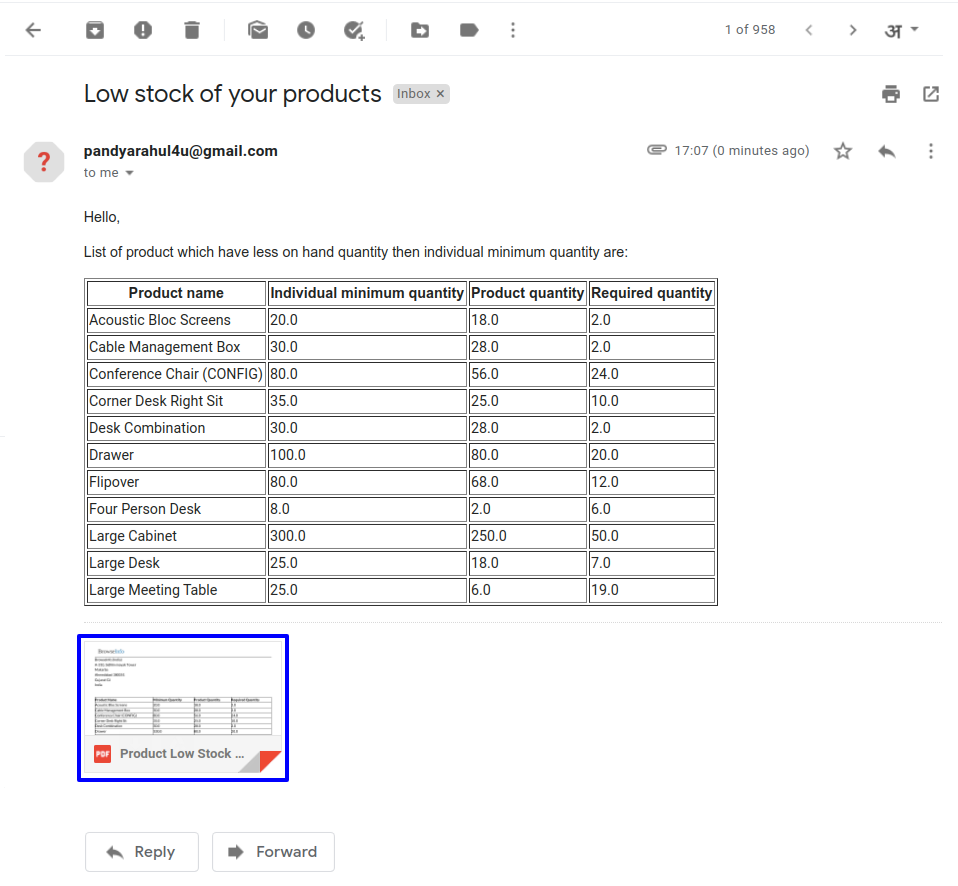 1 of 958
अ
Low stock of your products Inbox ×
?
pandyarahul4u@gmail.com 17:07 (0 minutes ago)
to me
Hello,
List of product which have less on hand quantity then individual minimum quantity are:
Product name Individual minimum quantity Product quantity Required quantity
Acoustic Bloc Screens 20.0 18.0 2.0
Cable Management Box 30.0 28.0 2.0
Conference Chair (CONFIG) 80.0 56.0 24.0
Corner Desk Right Sit 35.0 25.0 10.0
Desk Combination 30.0 28.0 2.0
Drawer 100.0 80.0 20.0
Flipover 80.0 68.0 12.0
Four Person Desk 8.0 2.0 6.0
Large Cabinet 300.0 250.0 50.0
Large Desk 25.0 18.0 7.0
Large Meeting Table 25.0 6.0 19.0
PDF Product Low Stock ...
Reply Forward